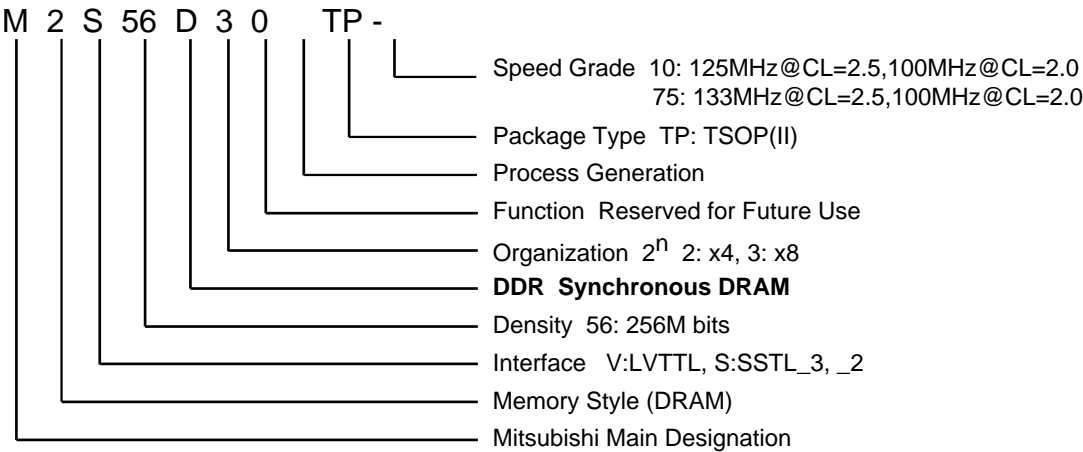 M 2 S 56 D 3 0 TP -
Speed Grade 10: 125MHz@CL=2.5,100MHz@CL=2.0
75: 133MHz@CL=2.5,100MHz@CL=2.0
Package Type TP: TSOP(II)
Process Generation
Function Reserved for Future Use
Organization 2n 2: x4, 3: x8
DDR Synchronous DRAM
Density 56: 256M bits
Interface V:LVTTL, S:SSTL_3, _2
Memory Style (DRAM)
Mitsubishi Main Designation